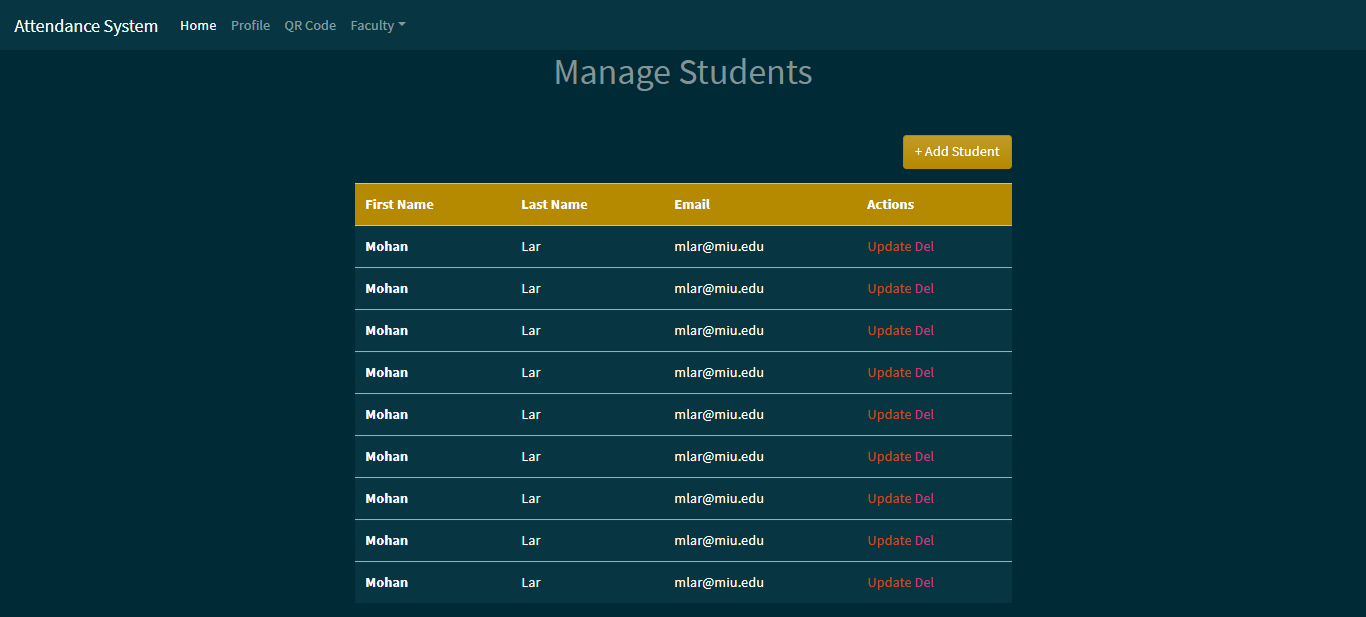 Attendance System Home Profile QR Code Faculty
Manage Students
+ Add Student
First Name Last Name Email Actions
Mohan Lar mlar@miu.edu Update Del
Mohan Lar mlar@miu.edu Update Del
Mohan Lar mlar@miu.edu Update Del
Mohan Lar mlar@miu.edu Update Del
Mohan Lar mlar@miu.edu Update Del
Mohan Lar mlar@miu.edu Update Del
Mohan Lar mlar@miu.edu Update Del
Mohan Lar mlar@miu.edu Update Del
Mohan Lar mlar@miu.edu Update Del